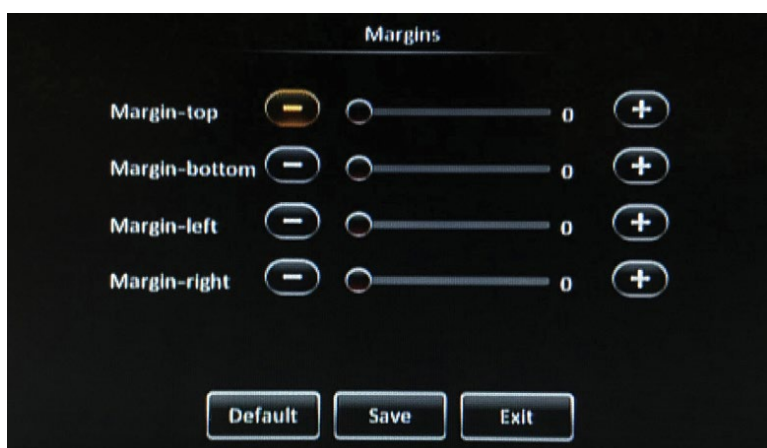 Margins
Margin-top - 0 +
Margin-bottom - 0 +
Margin-left - 0 +
Margin-right - 0 +
Default Save Exit